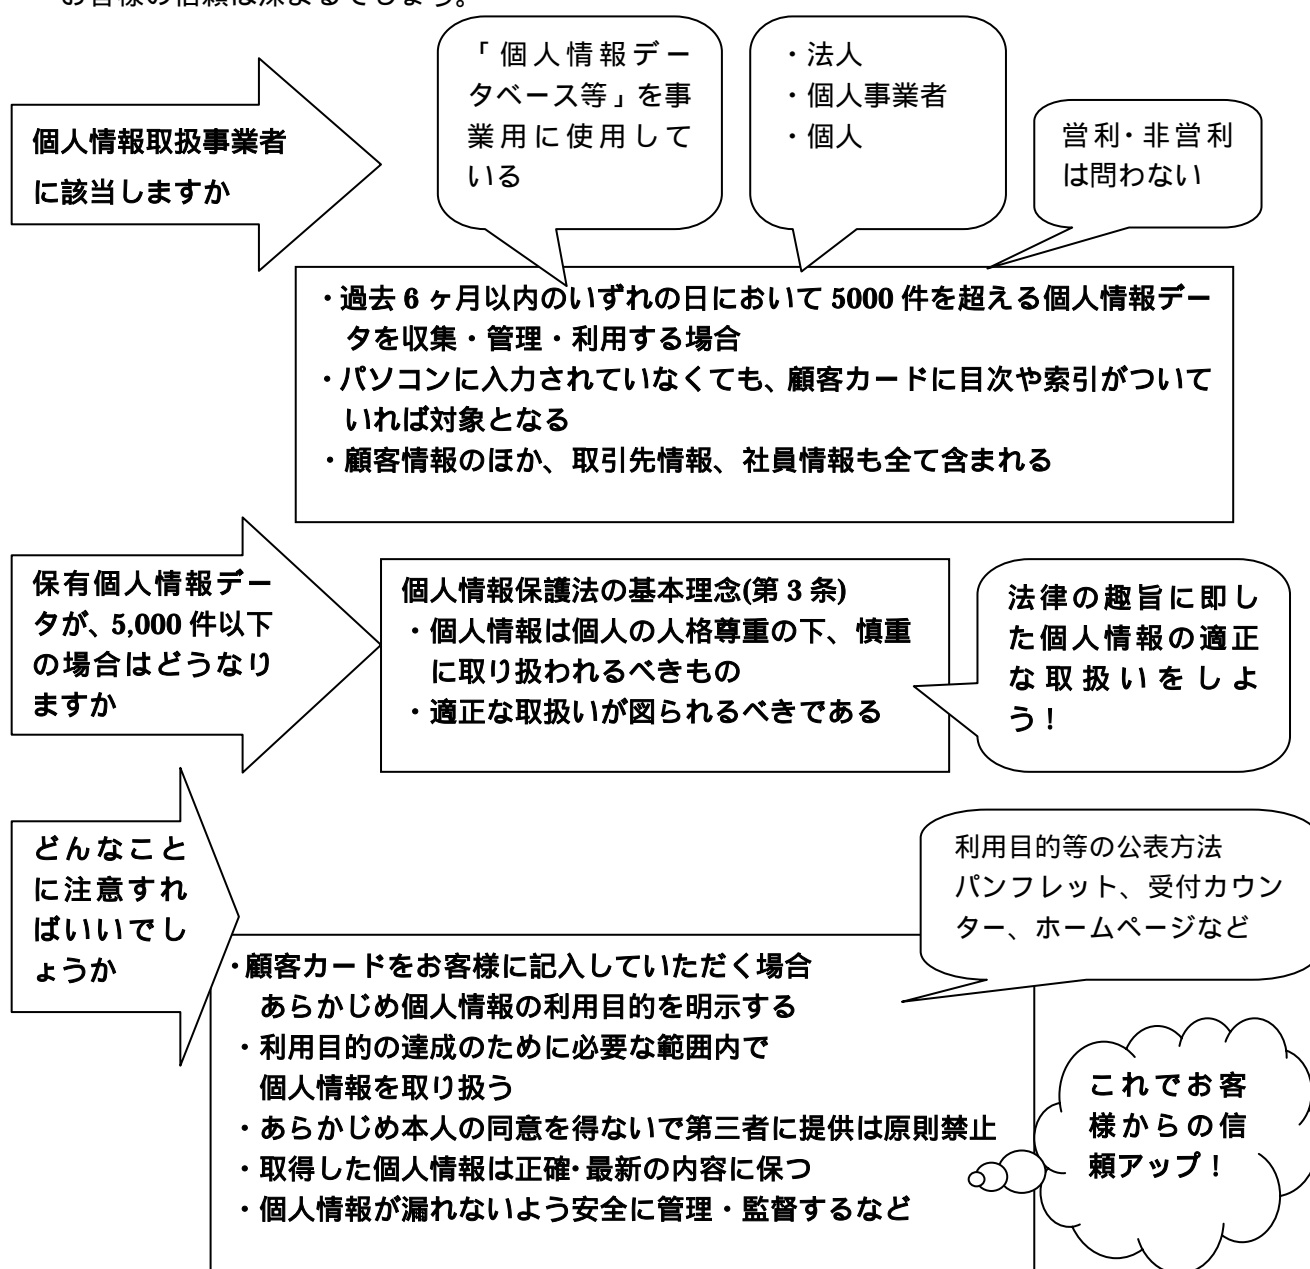 お客様の信頼は深まるでしょう。
個人情報取扱事業者
に該当しますか
「個人情報デー
タベース等」を事
業用に使用して
いる
・法人
・個人事業者
・個人
営利・非営利
は問わない
・過去 6 ヶ月以内のいずれの日において 5000 件を超える個人情報デー
タを収集・管理・利用する場合
・パソコンに入力されていなくても、顧客カードに目次や索引がついて
いれば対象となる
・顧客情報のほか、取引先情報、社員情報も全て含まれる
保有個人情報デー
タが、5,000 件以下
の場合はどうなり
ますか
個人情報保護法の基本理念(第 3 条)
・個人情報は個人の人格尊重の下、慎重
に取り扱われるべきもの
・適正な取扱いが図られるべきである
法律の趣旨に即し
た個人情報の適正
な取扱いをしよ
う！
どんなこと
に注意すれ
ばいいでし
ょうか
利用目的等の公表方法
パンフレット、受付カウン
ター、ホームページなど
・顧客カードをお客様に記入していただく場合
あらかじめ個人情報の利用目的を明示する
・利用目的の達成のために必要な範囲内で
個人情報を取り扱う
・あらかじめ本人の同意を得ないで第三者に提供は原則禁止
・取得した個人情報は正確・最新の内容に保つ
・個人情報が漏れないよう安全に管理・監督するなど
これでお客
様からの信
頼アップ！